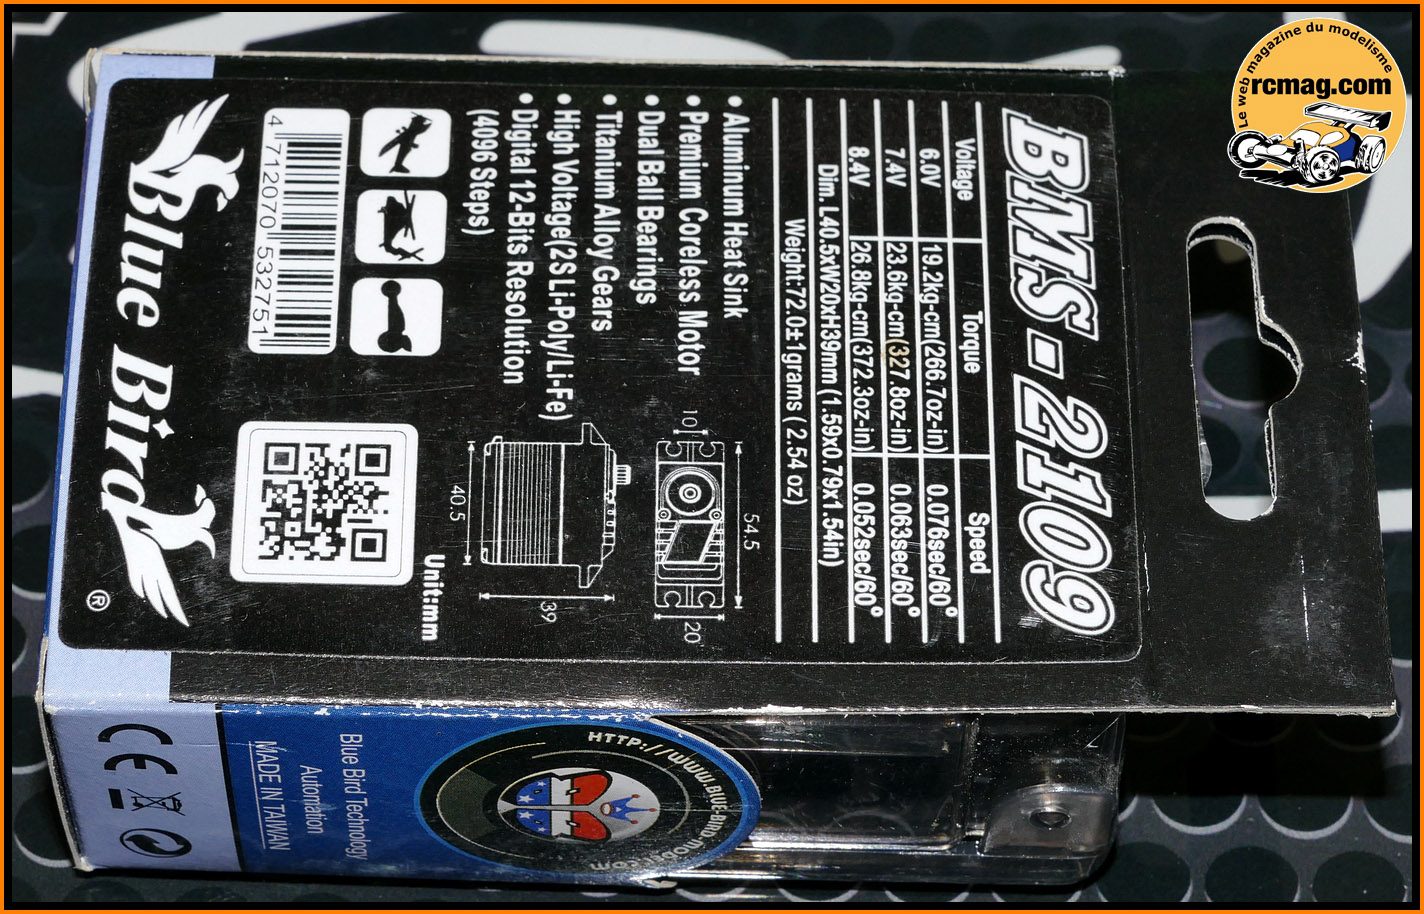 Le web magazine du modelisme
rcmag.com
BMS-2109
Voltage Torque Speed
6.0V 19.2kg-cm(266.7oz-in) 0.076sec/60°
7.4V 23.6kg-cm(327.8oz-in) 0.063sec/60°
8.4V 26.8kg-cm(372.3oz-in) 0.052sec/60°
Dim. L40.5xW20xH39mm (1.59x0.79x1.54in)
Weight:72.0±1grams ( 2.54 oz)
• Aluminum Heat Sink
• Premium Coreless Motor
• Dual Ball Bearings
• Titanium Alloy Gears
• High Voltage(2S Li-Poly/Li-Fe)
• Digital 12-Bits Resolution
(4096 Steps)
54.5
10
20
39
40.5
Unit:mm
4 712070 532751
Blue Bird
®
HTTP://WWW.BLUE-BIRD-MODEL.COM
Blue Bird Technology
Automation
MADE IN TAIWAN
CE